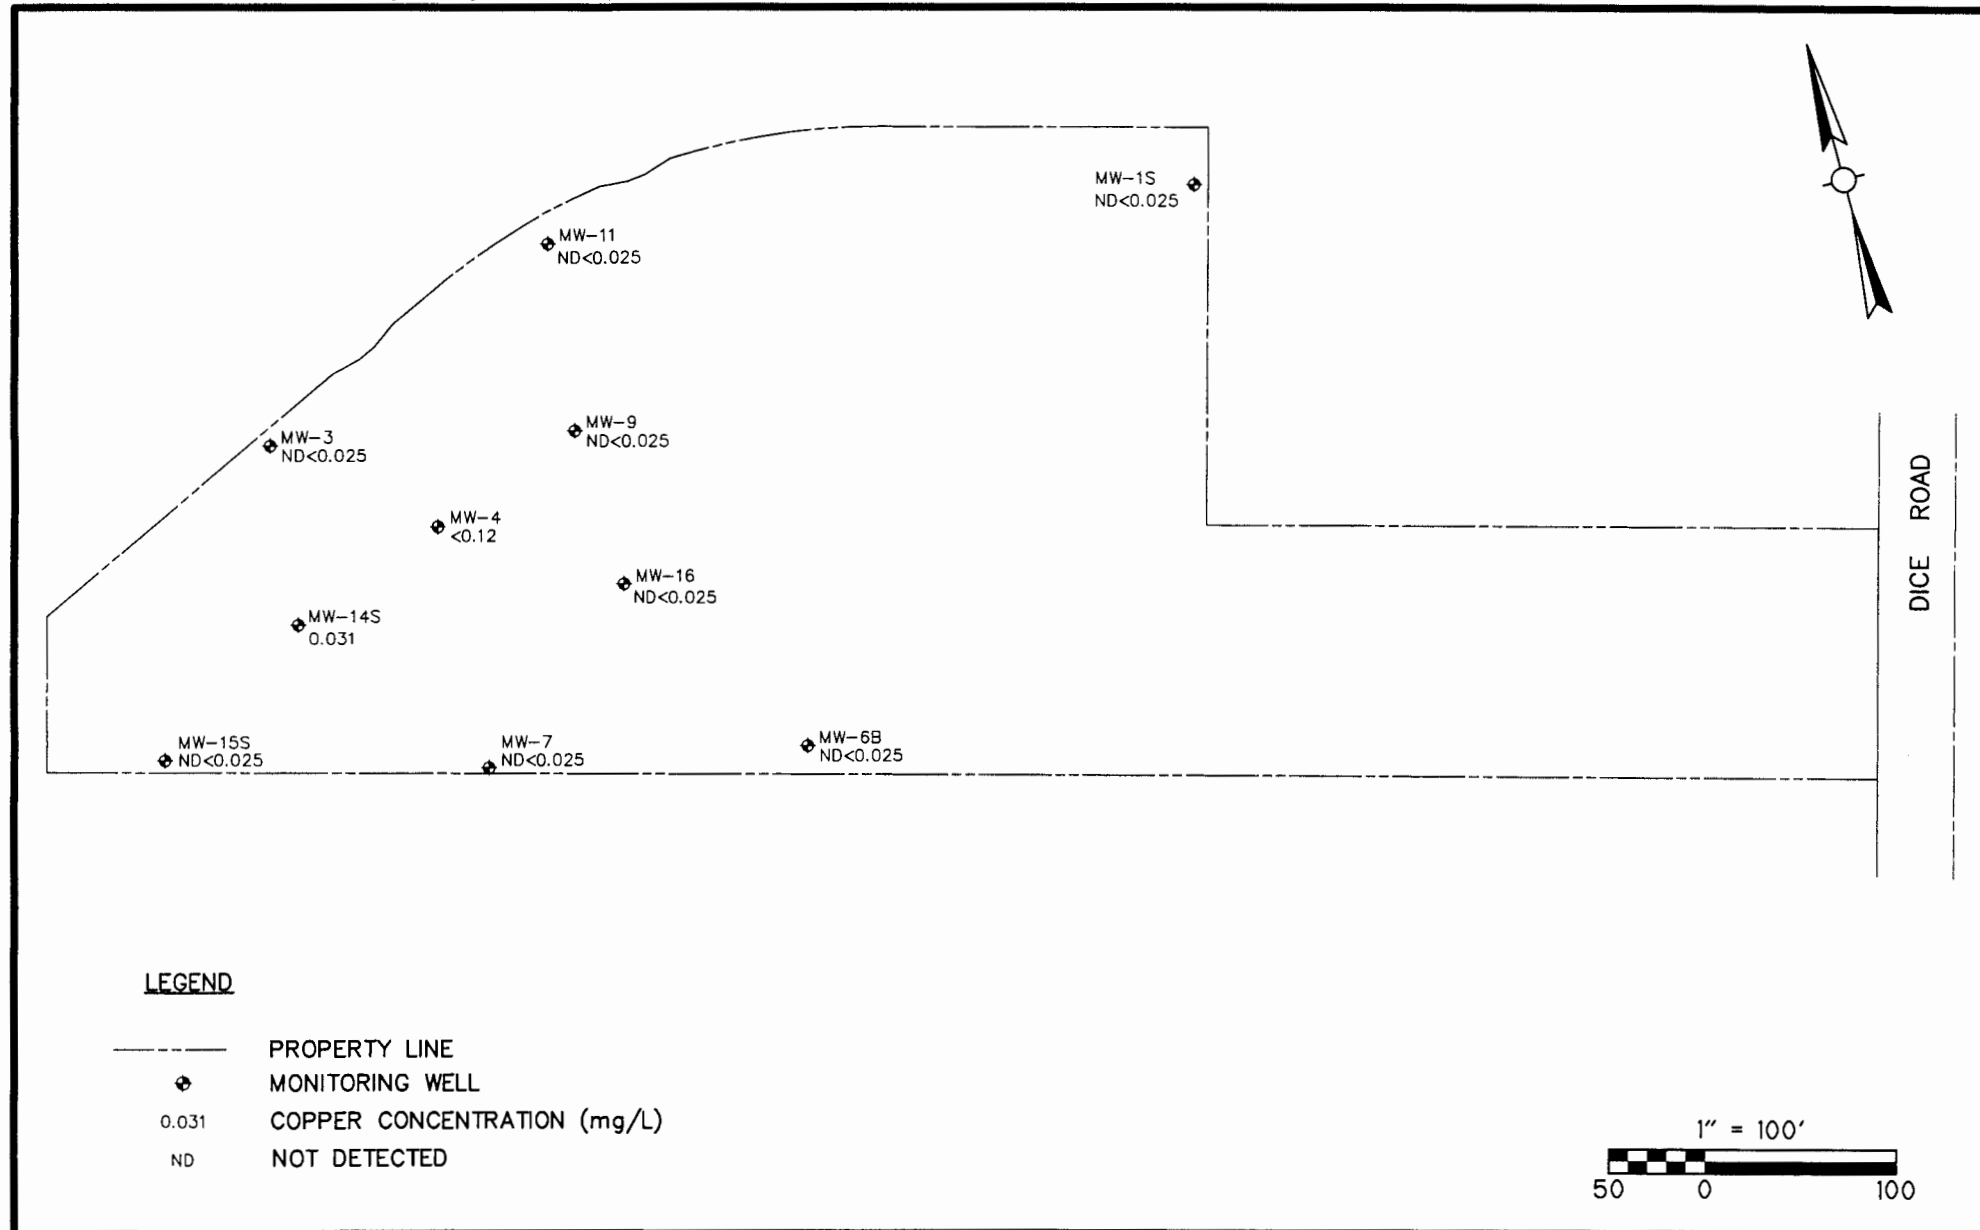 MW-1S
ND<0.025
MW-11
ND<0.025
MW-9
ND<0.025
MW-3
ND<0.025
MW-4
<0.12
MW-16
ND<0.025
MW-14S
0.031
MW-15S
ND<0.025
MW-7
ND<0.025
MW-6B
ND<0.025
DICE ROAD
LEGEND
PROPERTY LINE
MONITORING WELL
0.031 COPPER CONCENTRATION (mg/L)
ND NOT DETECTED
1" = 100'
50 0 100